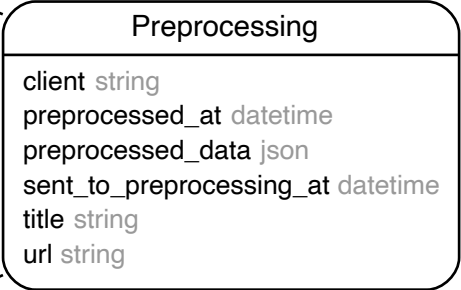 Preprocessing
client string
preprocessed_at datetime
preprocessed_data json
sent_to_preprocessing_at datetime
title string
url string